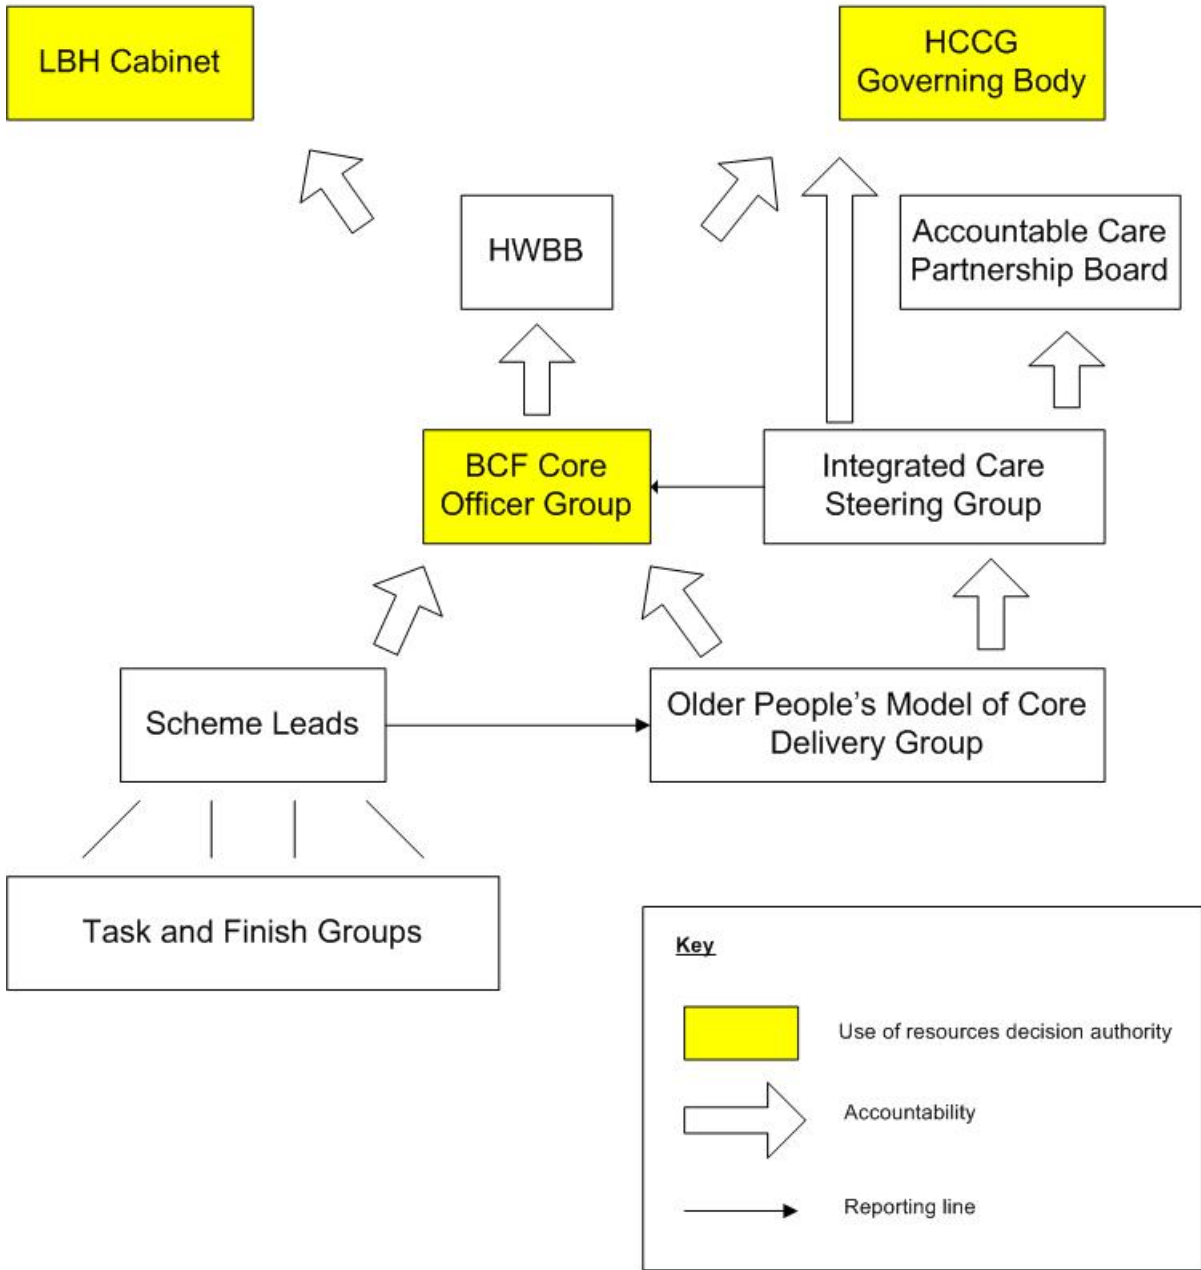 LBH Cabinet
HCCG
Governing Body
HWBB
Accountable Care
Partnership Board
BCF Core
Officer Group
Integrated Care
Steering Group
Scheme Leads
Older People’s Model of Core
Delivery Group
Task and Finish Groups
Key
Use of resources decision authority
Accountability
Reporting line